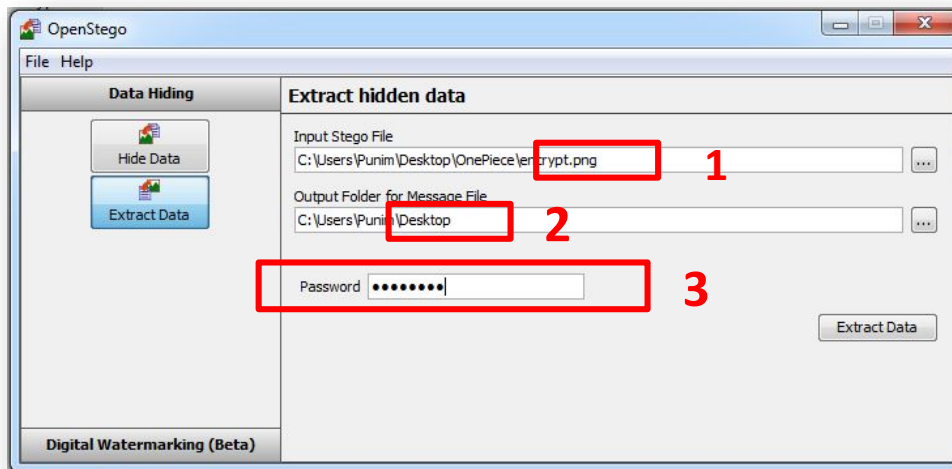 OpenStego
File Help
Data Hiding
Hide Data
Extract Data
Digital Watermarking (Beta)
Extract hidden data
Input Stego File
C:\Users\Punim\Desktop\OnePiece\encrypt.png
...
1
Output Folder for Message File
C:\Users\Punim\Desktop
...
2
Password ●●●●●●●●
3
Extract Data